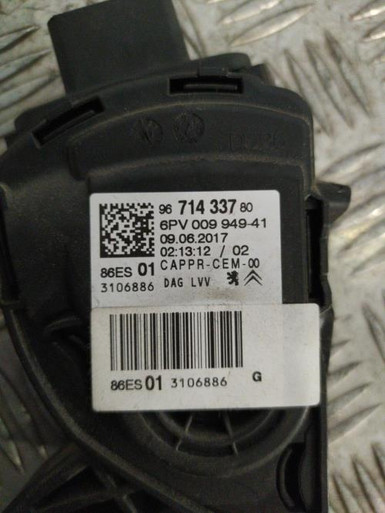 96 714 337 80
6PV 009 949-41
09.06.2017
02:13:12 / 02
86ES 01 CAPPR-CEM-00
3106886 DAG LVV
86ES 01 3106886 G